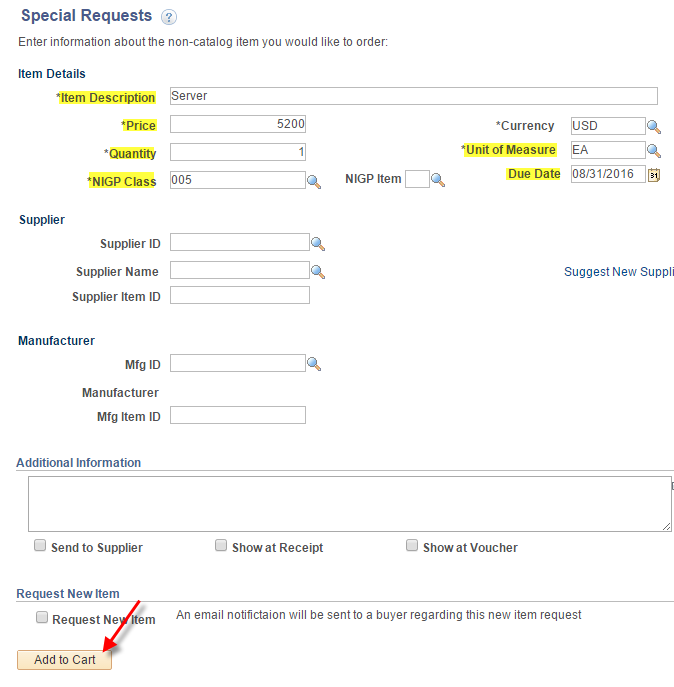 Special Requests ?
Enter information about the non-catalog item you would like to order:
Item Details
*Item Description Server
*Price 5200 *Currency USD
*Quantity 1 *Unit of Measure EA
*NIGP Class 005 NIGP Item Due Date 08/31/2016 31
Supplier
Supplier ID
Supplier Name Suggest New Suppli
Supplier Item ID
Manufacturer
Mfg ID
Manufacturer
Mfg Item ID
Additional Information
Send to Supplier Show at Receipt Show at Voucher
Request New Item
Request New Item An email notifictaion will be sent to a buyer regarding this new item request
Add to Cart